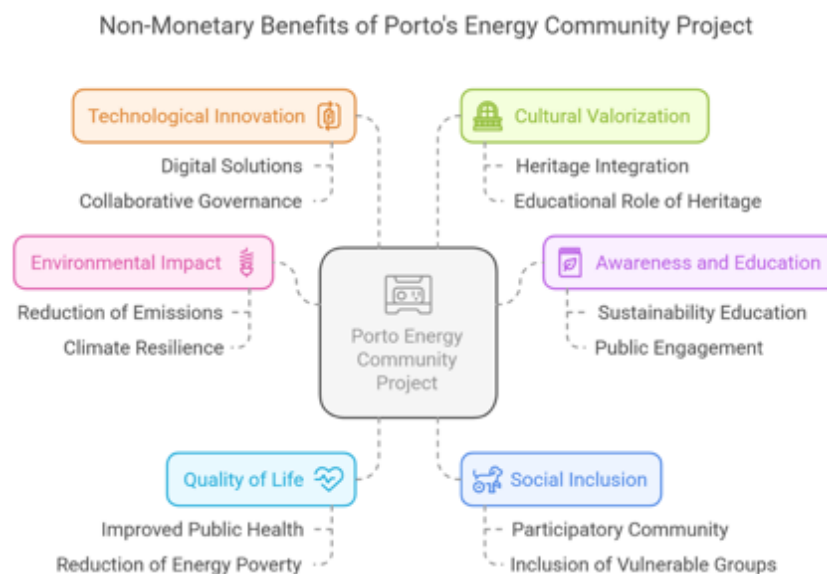 Non-Monetary Benefits of Porto's Energy Community Project
Technological Innovation
Digital Solutions
Collaborative Governance
Cultural Valorization
Heritage Integration
Educational Role of Heritage
Environmental Impact
Reduction of Emissions
Climate Resilience
Porto Energy
Community
Project
Awareness and Education
Sustainability Education
Public Engagement
Quality of Life
Improved Public Health
Reduction of Energy Poverty
Social Inclusion
Participatory Community
Inclusion of Vulnerable Groups